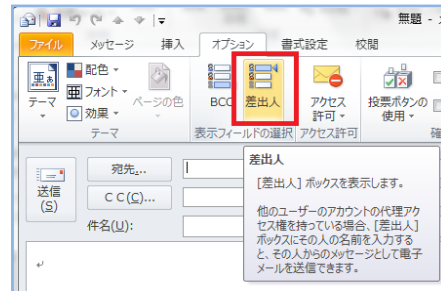 無題 -
ファイル メッセージ 挿入 オプション 書式設定 校閲
亜ぁ 配色
フォント
効果
テーマ ページの色 BCC 差出人 アクセス許可 投票ボタンの使用
テーマ 表示フィールドの選択 アクセス許可 確
送信(S)
宛先...
CC(C)...
件名(U):
差出人
[差出人] ボックスを表示します。
他のユーザーのアカウントの代理アク
セス権を持っている場合、[差出人]
ボックスにその人の名前を入力する
と、その人からのメッセージとして電子
メールを送信できます。